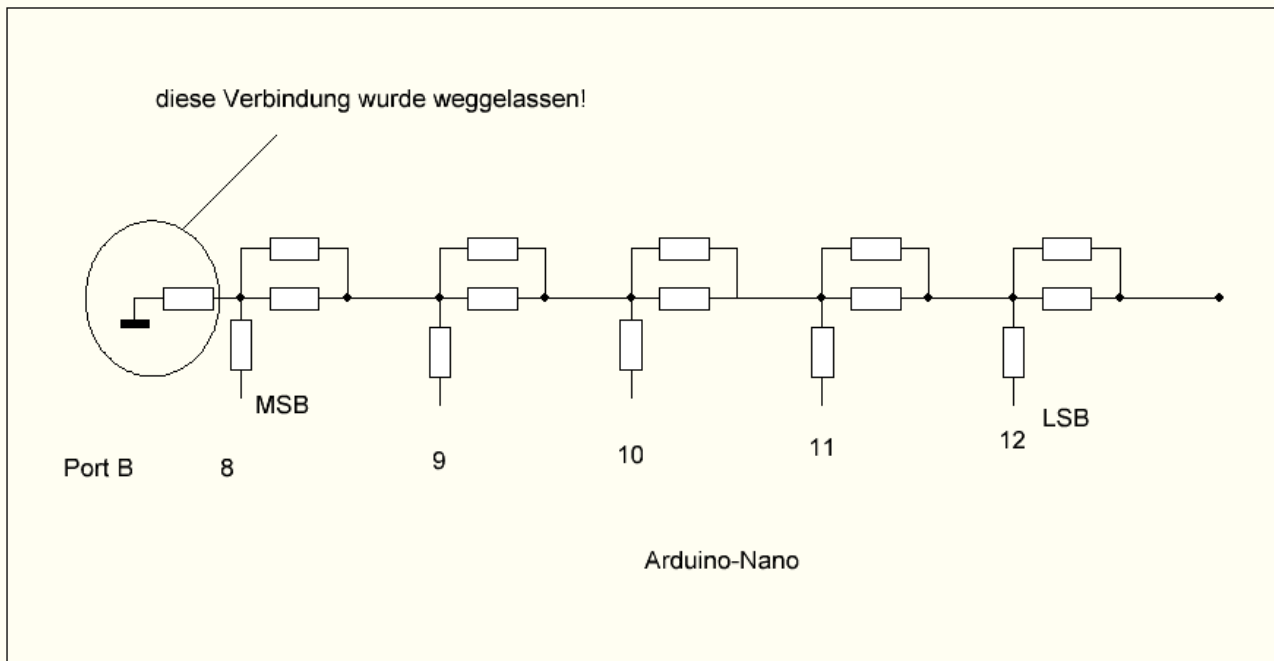 diese Verbindung wurde weggelassen!
MSB
LSB
Port B
8
9
10
11
12
Arduino-Nano